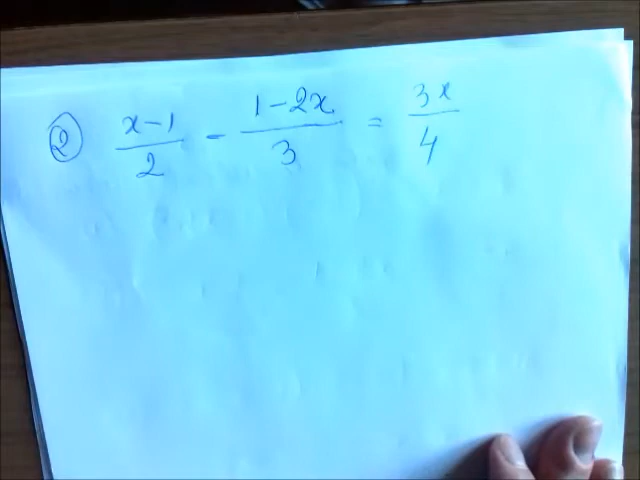 ② x-1/2 - 1-2x/3 = 3x/4